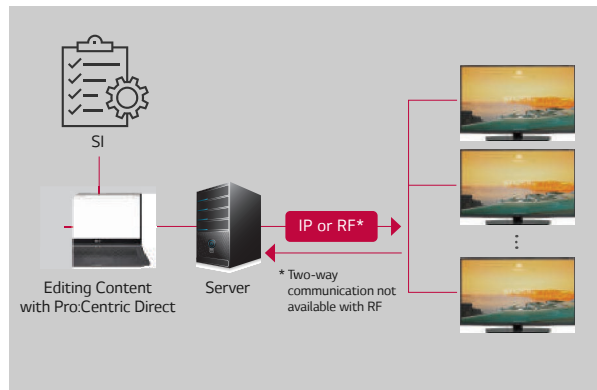 SI
IP or RF*
Editing Content
with Pro:Centric Direct
Server
* Two-way
communication not
available with RF